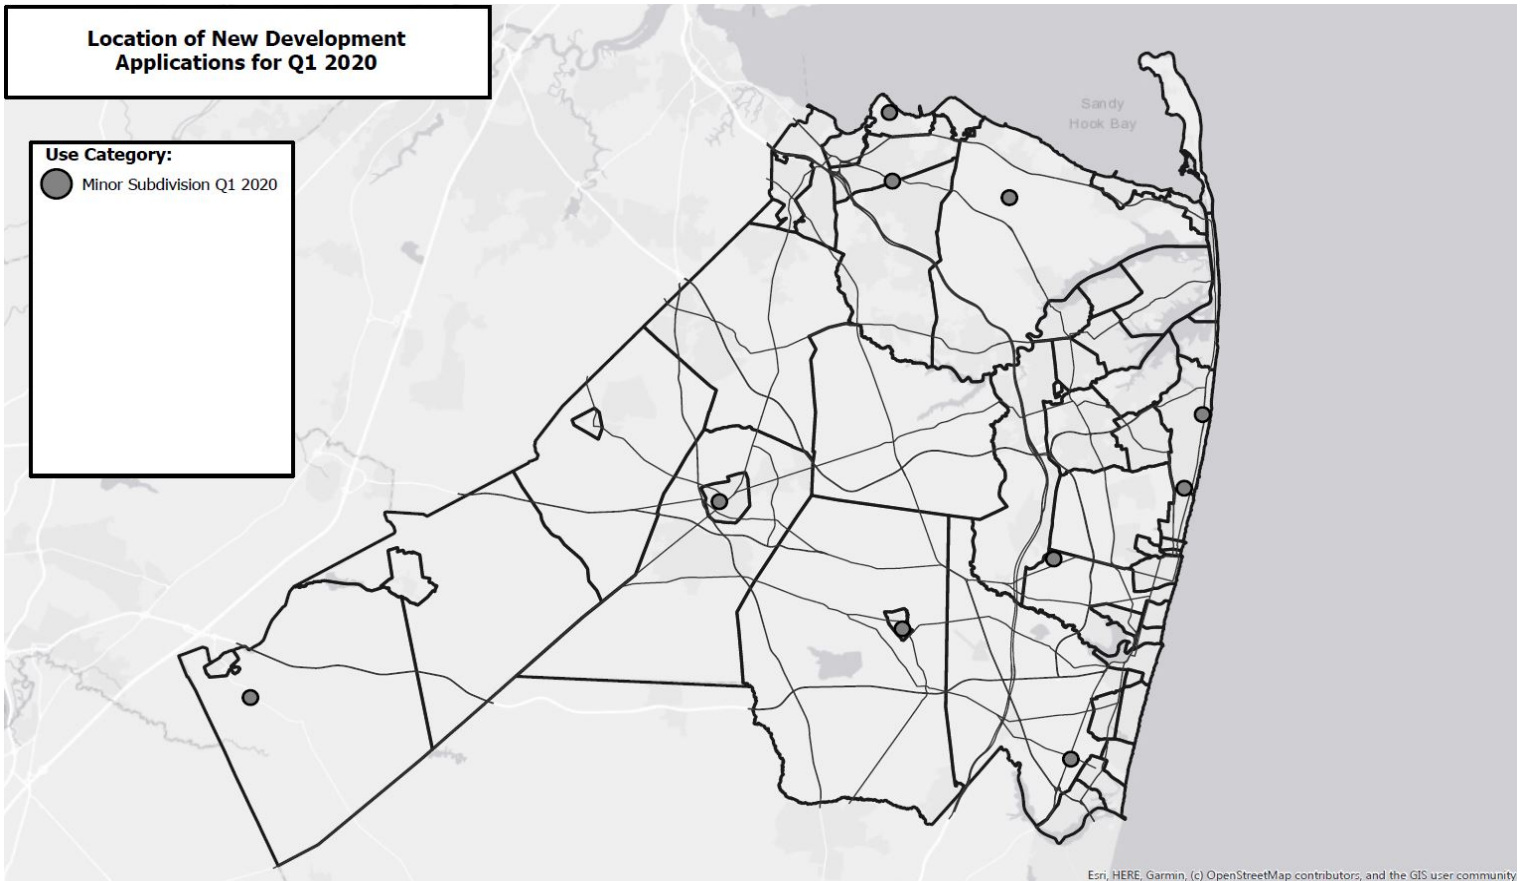 Location of New Development
Applications for Q1 2020
Use Category:
Minor Subdivision Q1 2020
Sandy
Hook Bay
Esri, HERE, Garmin, (c) OpenStreetMap contributors, and the GIS user community